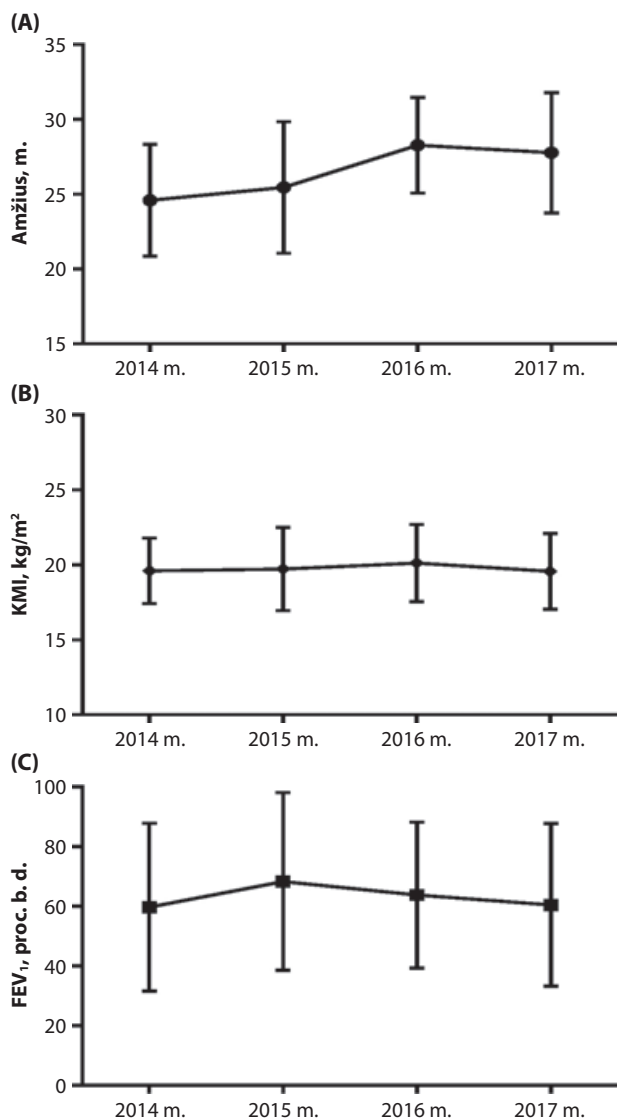 (A)
Amžius, m.
35
30
25
20
15
2014 m. 2015 m. 2016 m. 2017 m.
(B)
KMI, kg/m²
30
25
20
15
10
2014 m. 2015 m. 2016 m. 2017 m.
(C)
FEV₁, proc. b. d.
100
80
60
40
20
0
2014 m. 2015 m. 2016 m. 2017 m.